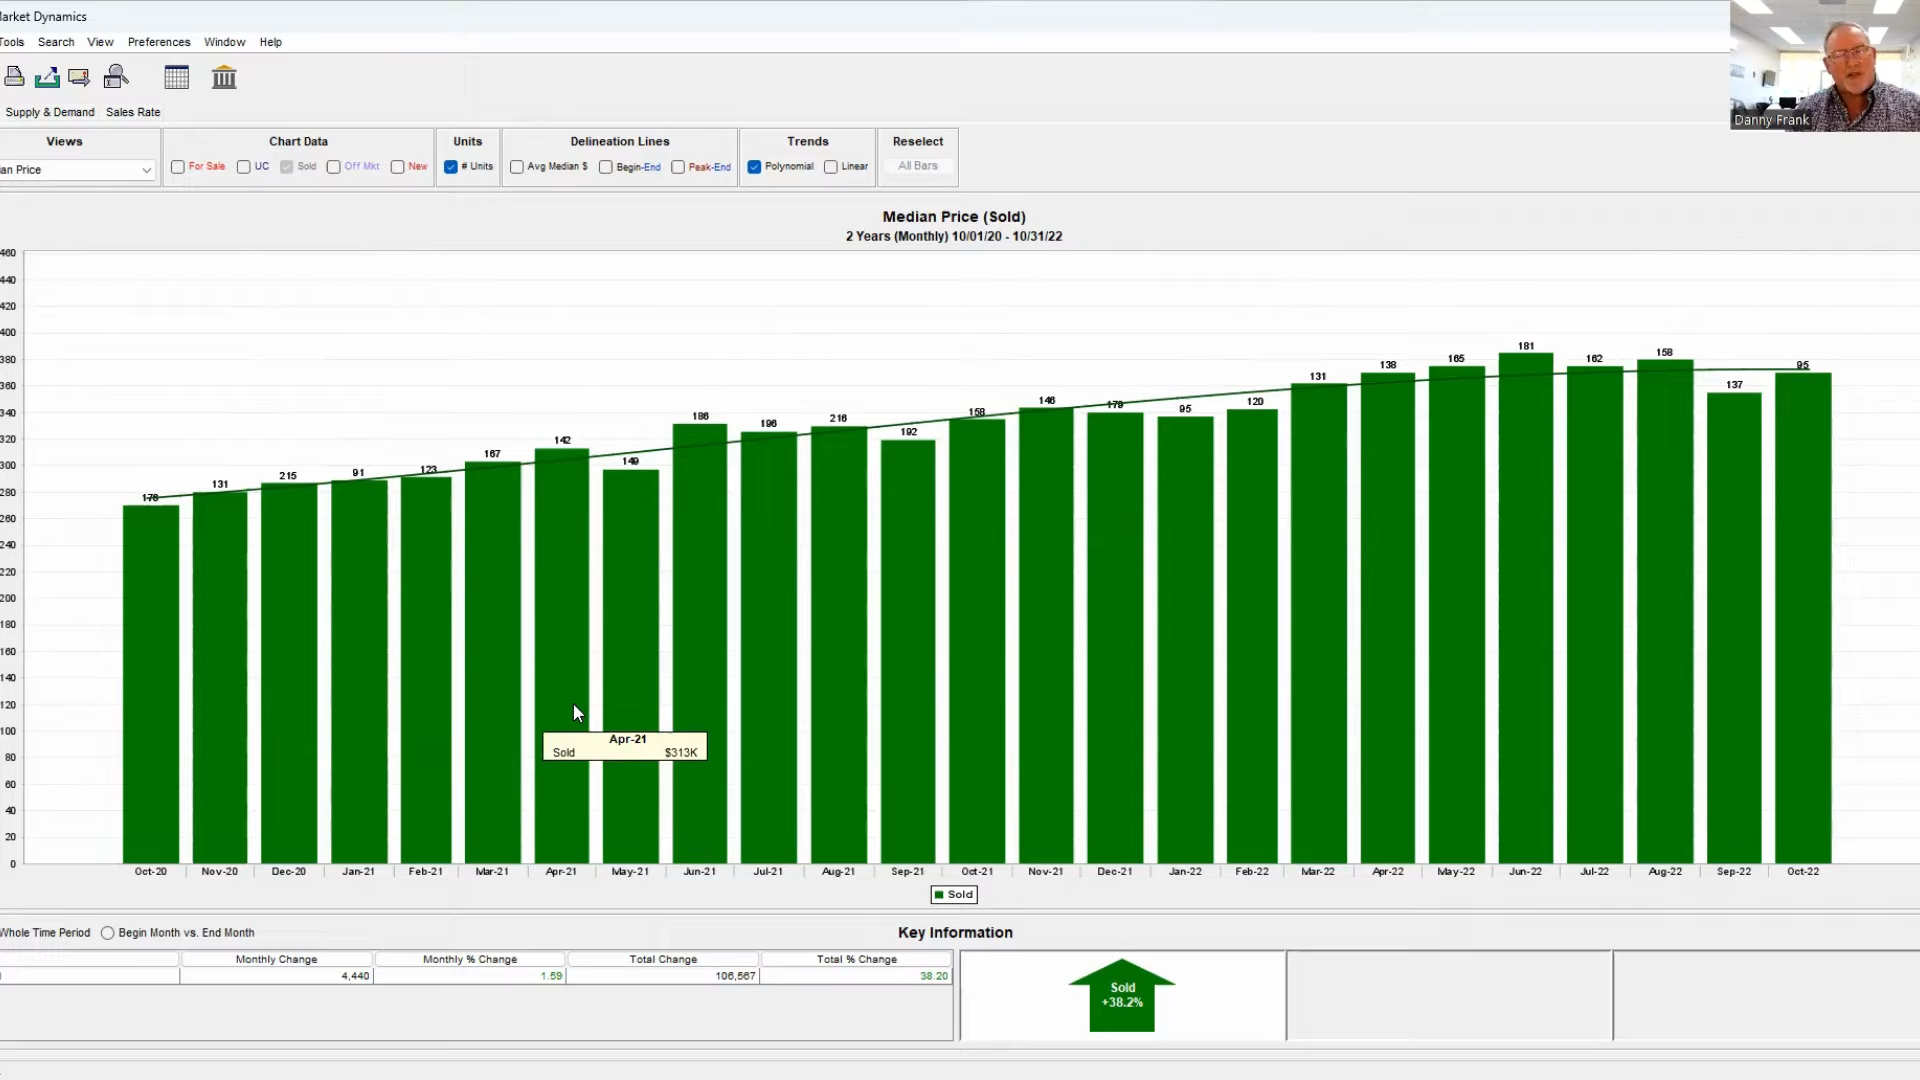 Market Dynamics
Tools Search View Preferences Window Help
Supply & Demand Sales Rate
Views Chart Data Units Delineation Lines Trends Reselect
an Price For Sale UC Sold Off Mkt New # Units Avg Median $ Begin-End Peak-End Polynomial Linear All Bars
Danny Frank
Median Price (Sold)
2 Years (Monthly) 10/01/20 - 10/31/22
460
440
420
400
380
360
340
320
300
280
260
240
220
200
180
160
140
120
100
80
60
40
20
0
176 131 215 91 123 167 142 149 186 196 216 192 158 146 179 95 120 131 138 165 181 162 158 137 95
Apr-21
Sold $313K
Oct-20 Nov-20 Dec-20 Jan-21 Feb-21 Mar-21 Apr-21 May-21 Jun-21 Jul-21 Aug-21 Sep-21 Oct-21 Nov-21 Dec-21 Jan-22 Feb-22 Mar-22 Apr-22 May-22 Jun-22 Jul-22 Aug-22 Sep-22 Oct-22
Sold
Whole Time Period Begin Month vs. End Month
Key Information
Monthly Change Monthly % Change Total Change Total % Change
4,440 1.59 106,567 38.20
Sold
+38.2%